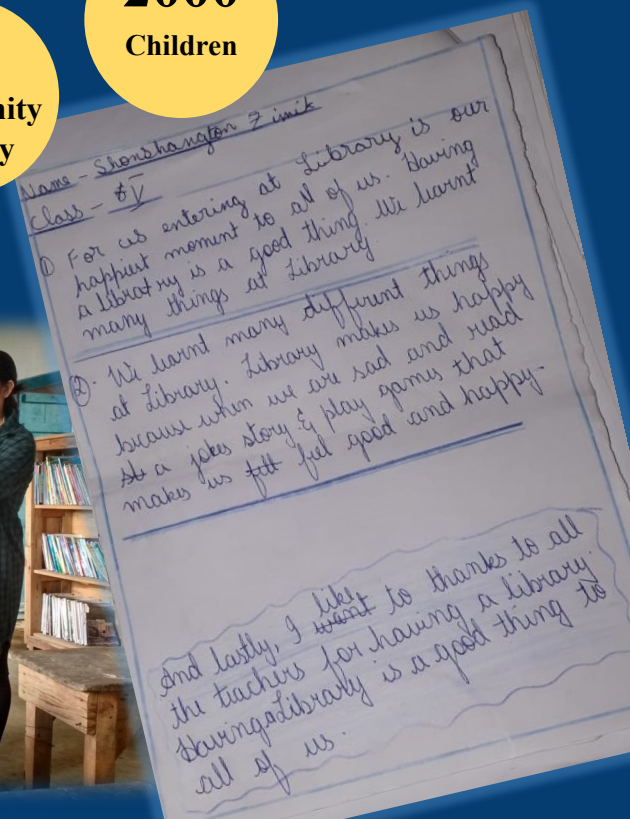 2000
Children
nity
y
Name - Shonshangton Zimik
Class - V
① For us entering at Library is our
happiest moment to all of us. Having
a library is a good thing. We learnt
many things at Library.
②. We learnt many different things
at Library. Library makes us happy
because when we are sad and read
a jokes story & play games that
makes us feel good and happy.
And lastly, I like to thanks to all
the teachers for having a library.
Having a Library is a good thing to
all of us.